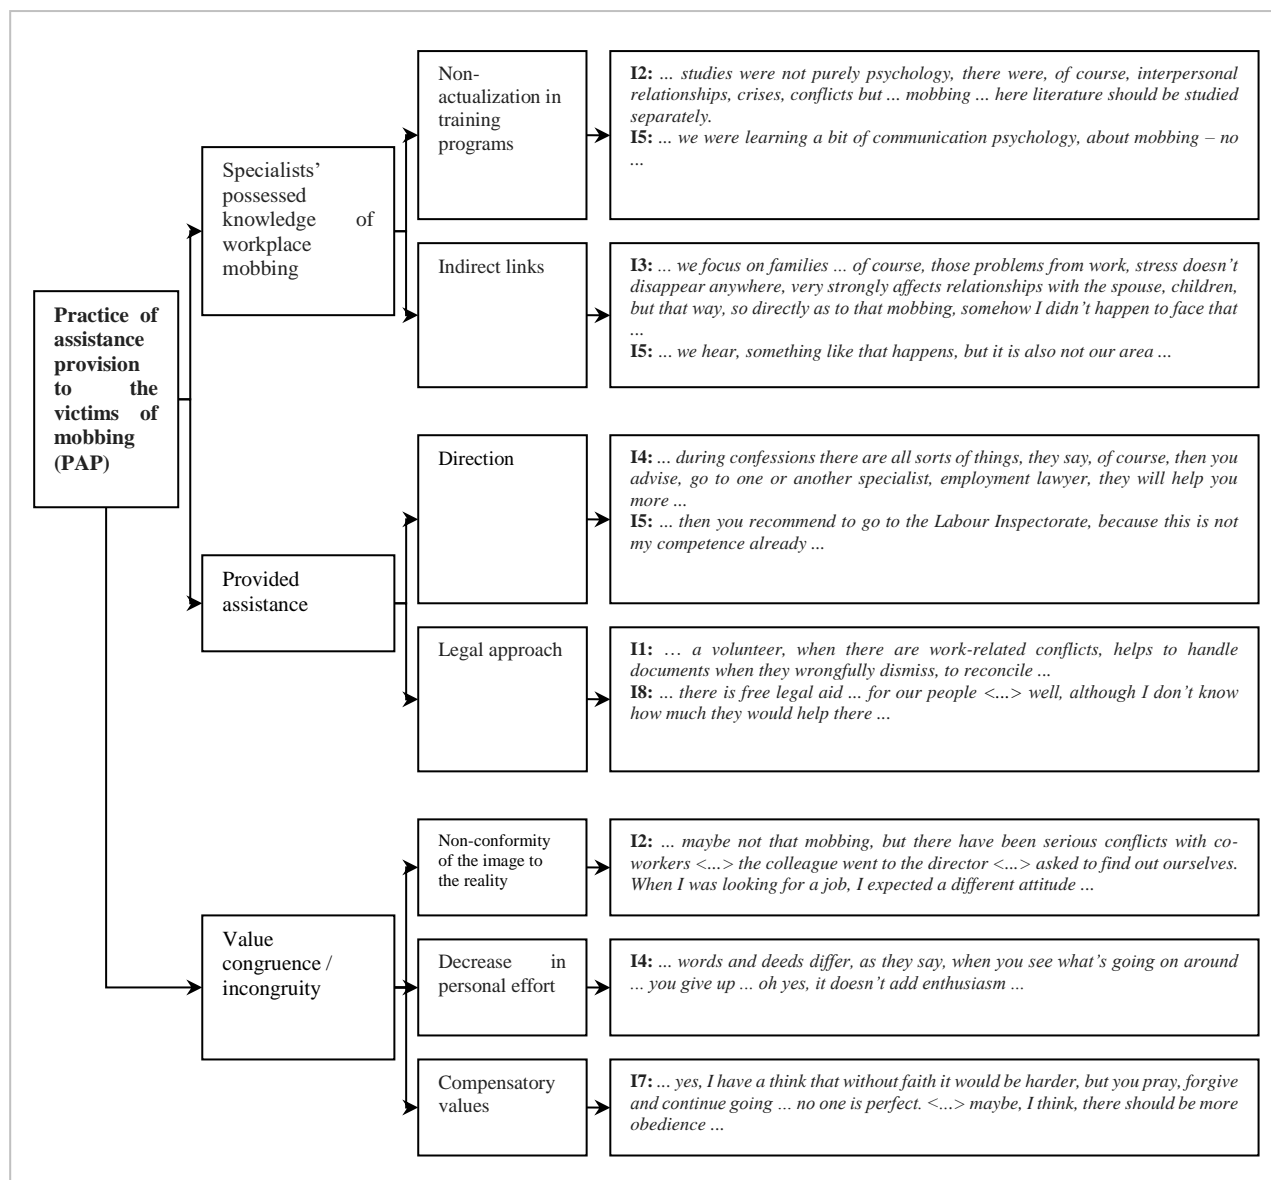 Practice of
assistance
provision
to the
victims of
mobbing
(PAP)
Specialists’
possessed
knowledge of
workplace
mobbing
Non-
actualization in
training
programs
I2: ... studies were not purely psychology, there were, of course, interpersonal
relationships, crises, conflicts but ... mobbing ... here literature should be studied
separately.
I5: ... we were learning a bit of communication psychology, about mobbing – no
...
Indirect links
I3: ... we focus on families ... of course, those problems from work, stress doesn’t
disappear anywhere, very strongly affects relationships with the spouse, children,
but that way, so directly as to that mobbing, somehow I didn’t happen to face that
...
I5: ... we hear, something like that happens, but it is also not our area ...
Provided
assistance
Direction
I4: ... during confessions there are all sorts of things, they say, of course, then you
advise, go to one or another specialist, employment lawyer, they will help you
more ...
I5: ... then you recommend to go to the Labour Inspectorate, because this is not
my competence already ...
Legal approach
I1: ... a volunteer, when there are work-related conflicts, helps to handle
documents when they wrongfully dismiss, to reconcile ...
I8: ... there is free legal aid ... for our people <...> well, although I don’t know
how much they would help there ...
Value
congruence /
incongruity
Non-conformity
of the image to
the reality
I2: ... maybe not that mobbing, but there have been serious conflicts with co-
workers <...> the colleague went to the director <...> asked to find out ourselves.
When I was looking for a job, I expected a different attitude ...
Decrease in
personal effort
I4: ... words and deeds differ, as they say, when you see what’s going on around
... you give up ... oh yes, it doesn’t add enthusiasm ...
Compensatory
values
I7: ... yes, I have a think that without faith it would be harder, but you pray, forgive
and continue going ... no one is perfect. <...> maybe, I think, there should be more
obedience ...